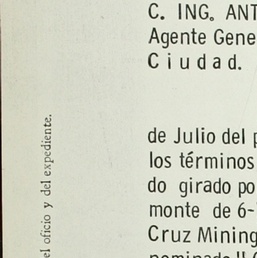 C. ING. ANT
Agente Gene
Ciudad.
de Julio del p
los términos
do girado po
monte de 6-
Cruz Mining
el oficio y del expediente.